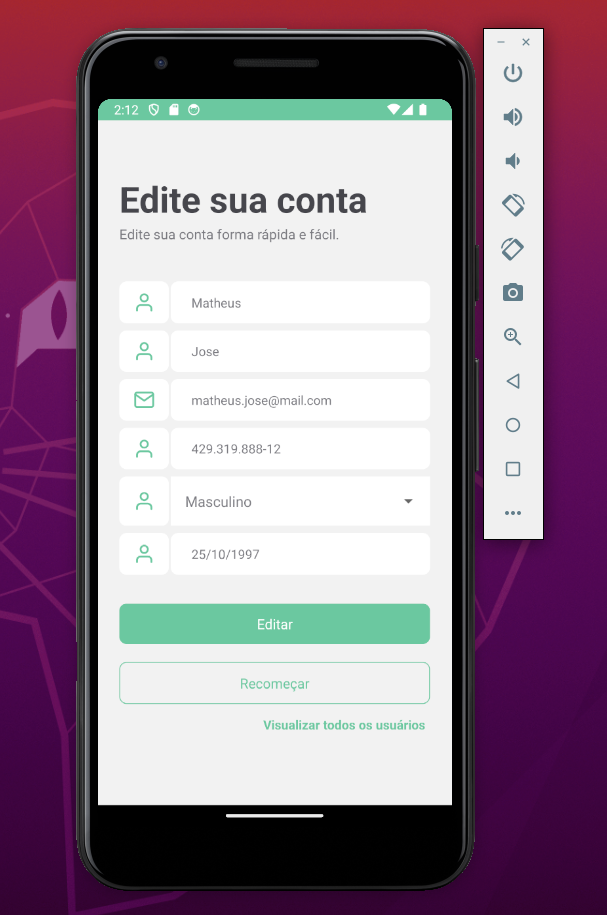 2:12
Edite sua conta
Edite sua conta forma rápida e fácil.
Matheus
Jose
matheus.jose@mail.com
429.319.888-12
Masculino
25/10/1997
Editar
Recomeçar
Visualizar todos os usuários